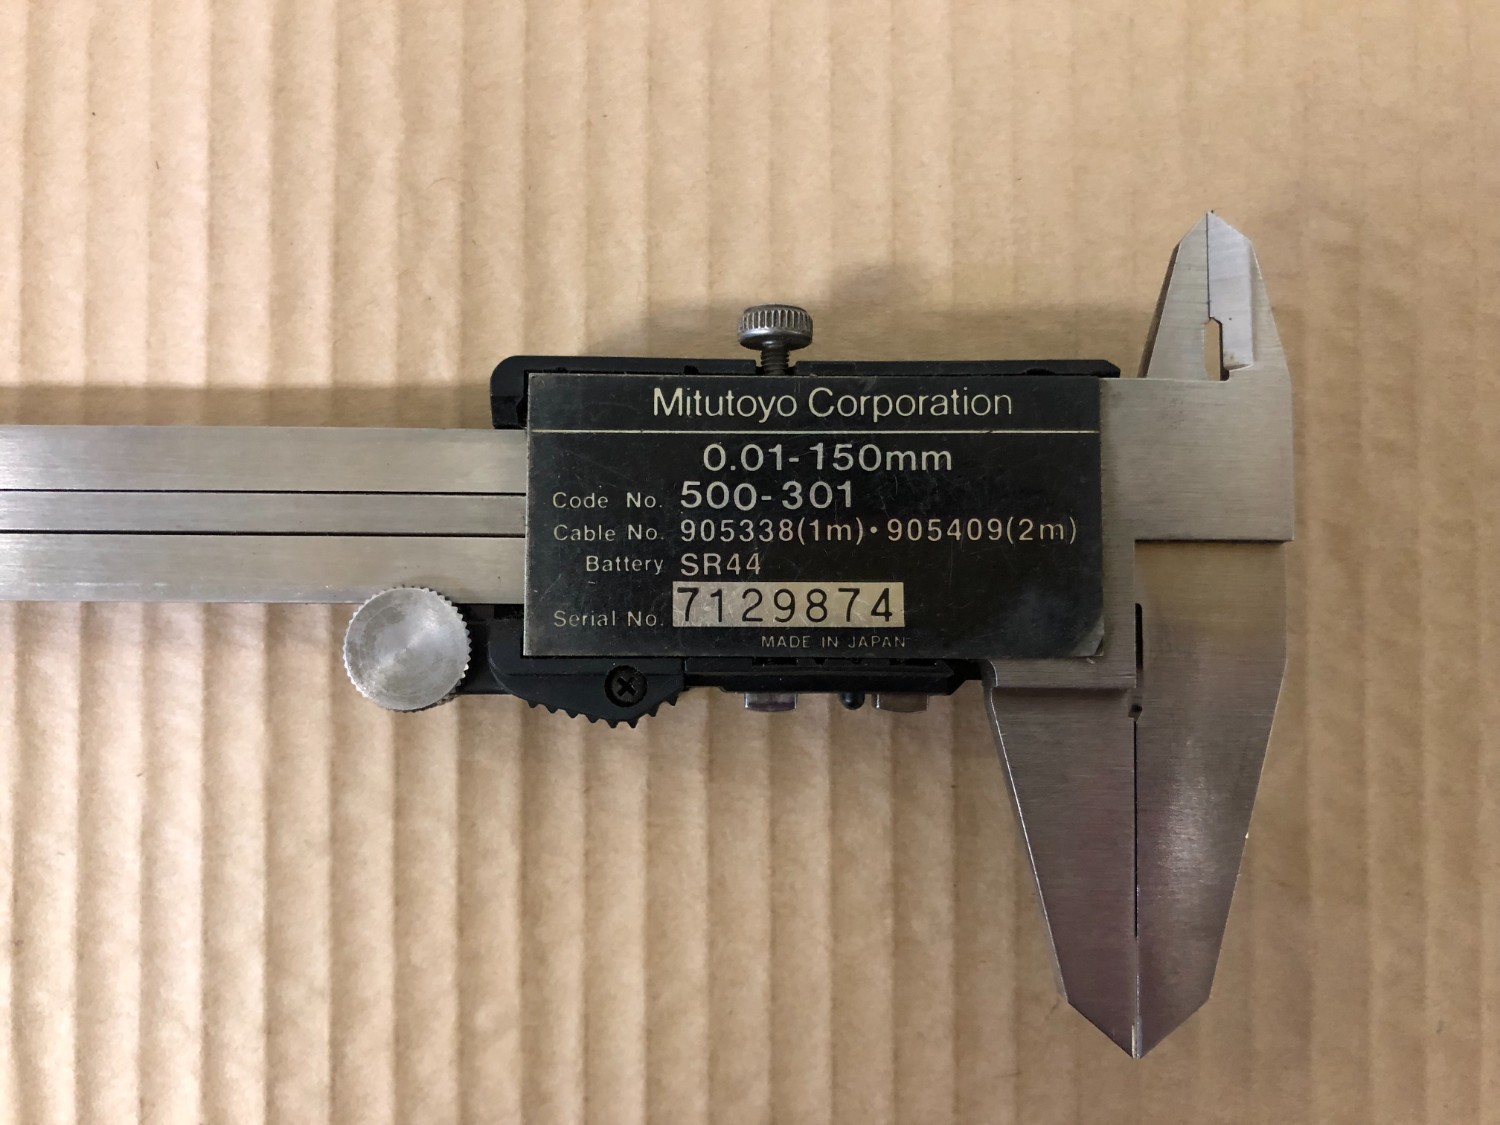 Mitutoyo Corporation
0.01-150mm
Code No. 500-301
Cable No. 905338(1m)･905409(2m)
Battery SR44
Serial No. 7129874
MADE IN JAPAN